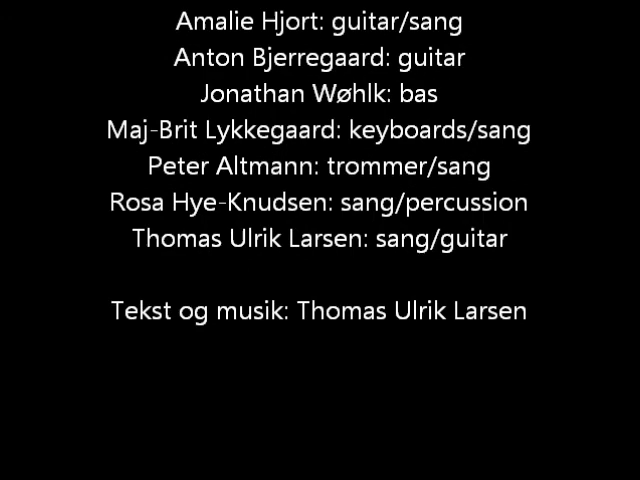 Amalie Hjort: guitar/sang
Anton Bjerregaard: guitar
Jonathan Wøhlk: bas
Maj-Brit Lykkegaard: keyboards/sang
Peter Altmann: trommer/sang
Rosa Hye-Knudsen: sang/percussion
Thomas Ulrik Larsen: sang/guitar
Tekst og musik: Thomas Ulrik Larsen